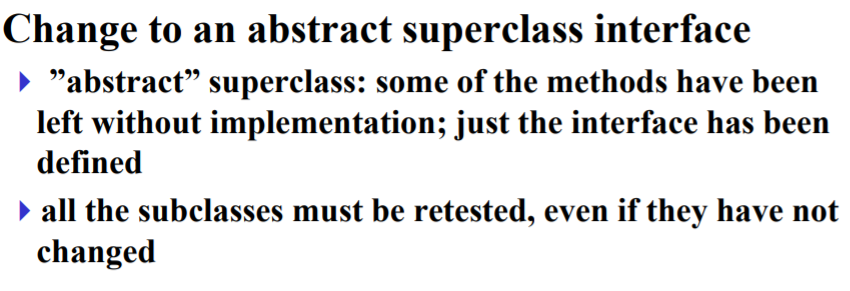 Change to an abstract superclass interface
”abstract” superclass: some of the methods have been
left without implementation; just the interface has been
defined
all the subclasses must be retested, even if they have not
changed